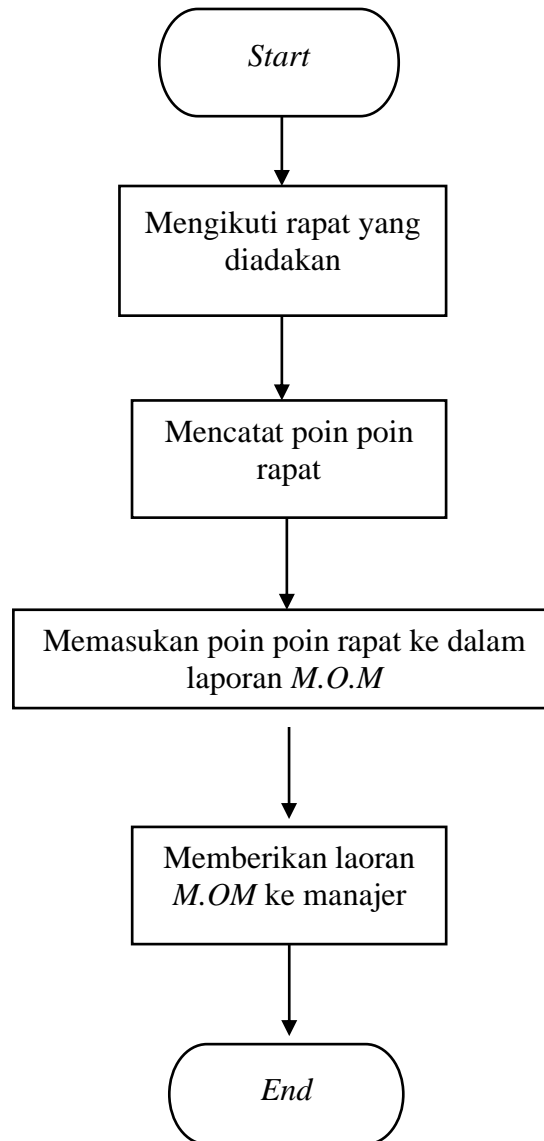 Start
Mengikuti rapat yang
diadakan
Mencatat poin poin
rapat
Memasukan poin poin rapat ke dalam
laporan M.O.M
Memberikan laoran
M.OM ke manajer
End